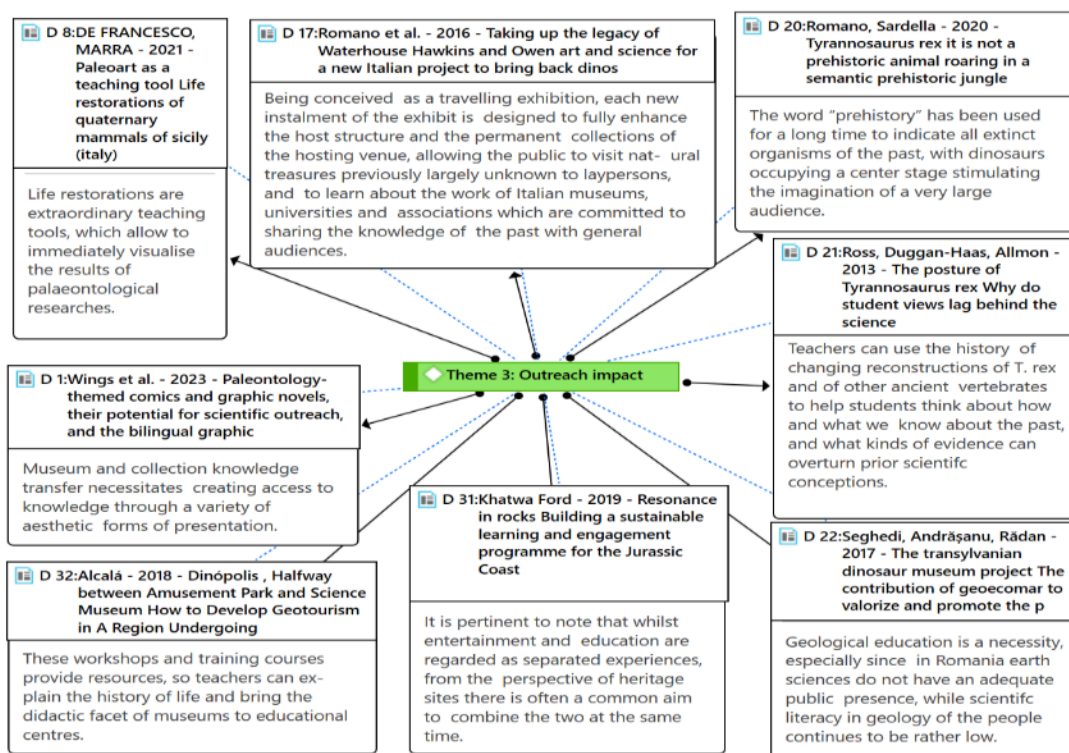 D 8:DE FRANCESCO,
MARRA - 2021 -
Paleoart as a
teaching tool Life
restorations of
quaternary
mammals of sicily
(italy)
Life restorations are
extraordinary teaching
tools, which allow to
immediately visualise
the results of
palaeontological
researches.
D 17:Romano et al. - 2016 - Taking up the legacy of
Waterhouse Hawkins and Owen art and science for
a new Italian project to bring back dinos
Being conceived as a travelling exhibition, each new
instalment of the exhibit is designed to fully enhance
the host structure and the permanent collections of
the hosting venue, allowing the public to visit nat- ural
treasures previously largely unknown to laypersons,
and to learn about the work of Italian museums,
universities and associations which are committed to
sharing the knowledge of the past with general
audiences.
D 20:Romano, Sardella - 2020 -
Tyrannosaurus rex it is not a
prehistoric animal roaring in a
semantic prehistoric jungle
The word “prehistory” has been
used for a long time to indicate all extinct
organisms of the past, with dinosaurs
occupying a center stage stimulating
the imagination of a very large
audience.
D 21:Ross, Duggan-Haas, Allmon -
2013 - The posture of
Tyrannosaurus rex Why do
student views lag behind the
science
Teachers can use the history of
changing reconstructions of T. rex
and of other ancient vertebrates
to help students think about how
and what we know about the past,
and what kinds of evidence can
overturn prior scientifc
conceptions.
Theme 3: Outreach impact
D 1:Wings et al. - 2023 - Paleontology-
themed comics and graphic novels,
their potential for scientific outreach,
and the bilingual graphic
Museum and collection knowledge
transfer necessitates creating access to
knowledge through a variety of
aesthetic forms of presentation.
D 31:Khatwa Ford - 2019 - Resonance
in rocks Building a sustainable
learning and engagement
programme for the Jurassic
Coast
It is pertinent to note that whilst
entertainment and education are
regarded as separated experiences,
from the perspective of heritage
sites there is often a common aim
to combine the two at the same
time.
D 22:Seghedi, Andrășanu, Rădan -
2017 - The transylvanian
dinosaur museum project The
contribution of geoecomar to
valorize and promote the p
Geological education is a necessity,
especially since in Romania earth
sciences do not have an adequate
public presence, while scientifc
literacy in geology of the people
continues to be rather low.
D 32:Alcalá - 2018 - Dinópolis , Halfway
between Amusement Park and Science
Museum How to Develop Geotourism
in A Region Undergoing
These workshops and training courses
provide resources, so teachers can ex-
plain the history of life and bring the
didactic facet of museums to educational
centres.